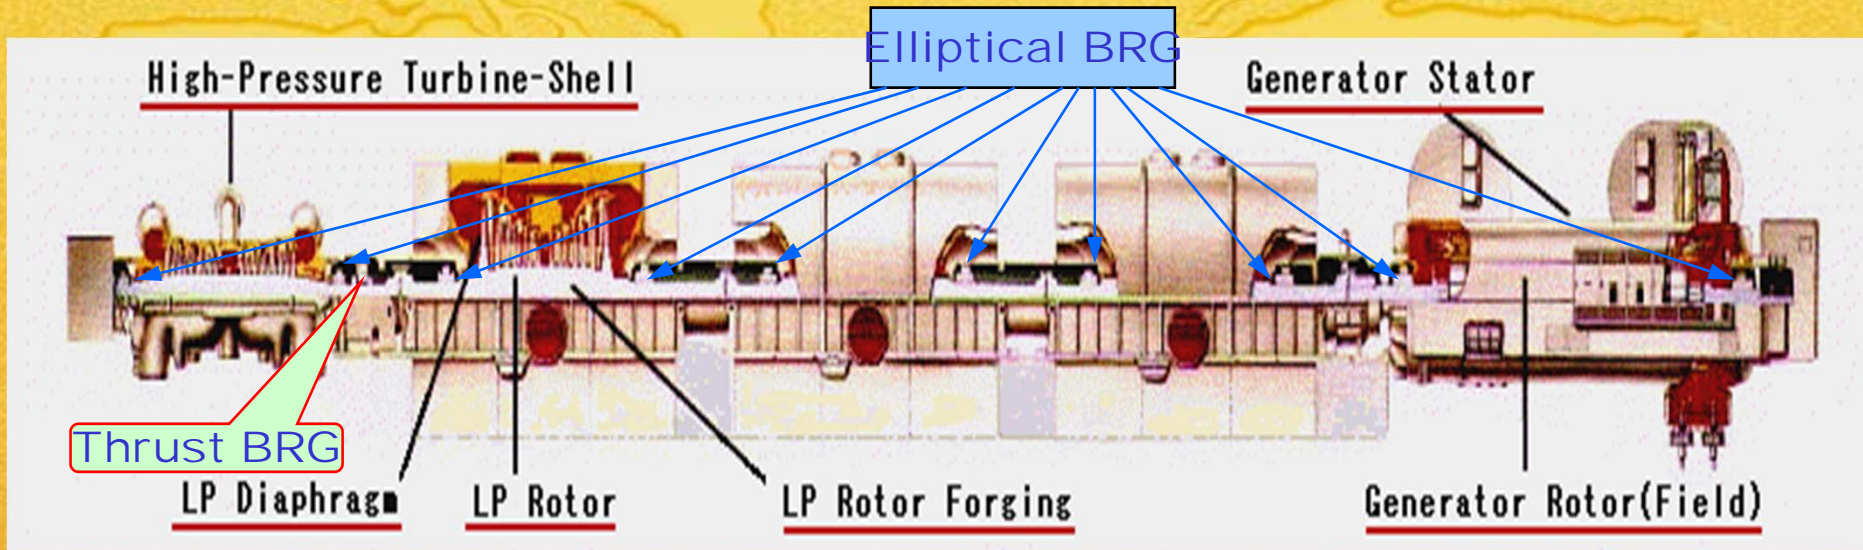 Elliptical BRG
High-Pressure Turbine-Shell
Generator Stator
Thrust BRG
LP Diaphragm
LP Rotor
LP Rotor Forging
Generator Rotor(Field)